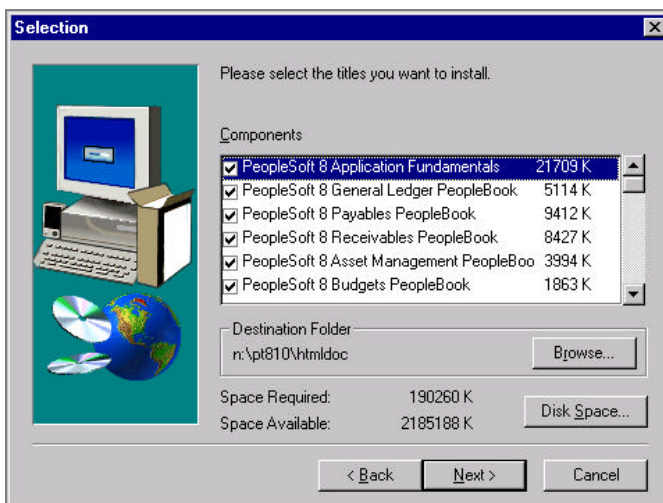 Selection
Please select the titles you want to install.
Components
PeopleSoft 8 Application Fundamentals 21709 K
PeopleSoft 8 General Ledger PeopleBook 5114 K
PeopleSoft 8 Payables PeopleBook 9412 K
PeopleSoft 8 Receivables PeopleBook 8427 K
PeopleSoft 8 Asset Management PeopleBoo 3994 K
PeopleSoft 8 Budgets PeopleBook 1863 K
Destination Folder
n:\pt810\htmldoc
Browse...
Space Required: 190260 K
Space Available: 2185188 K
Disk Space...
< Back Next > Cancel